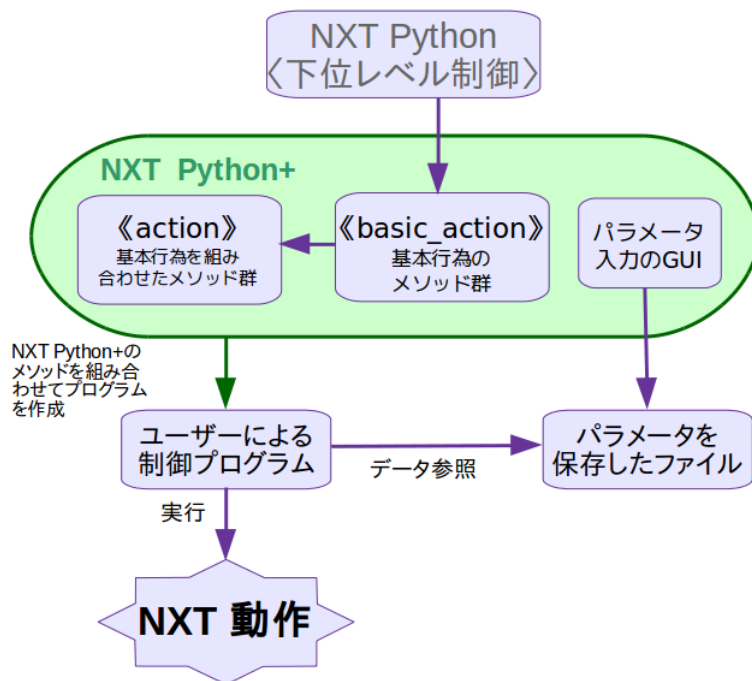 NXT Python
〈下位レベル制御〉
NXT Python+
《action》
基本行為を組み
合わせたメソッド群
《basic_action》
基本行為の
メソッド群
パラメータ
入力のGUI
NXT Python+の
メソッドを組み合
わせてプログラム
を作成
ユーザーによる
制御プログラム
データ参照
パラメータを
保存したファイル
実行
NXT 動作